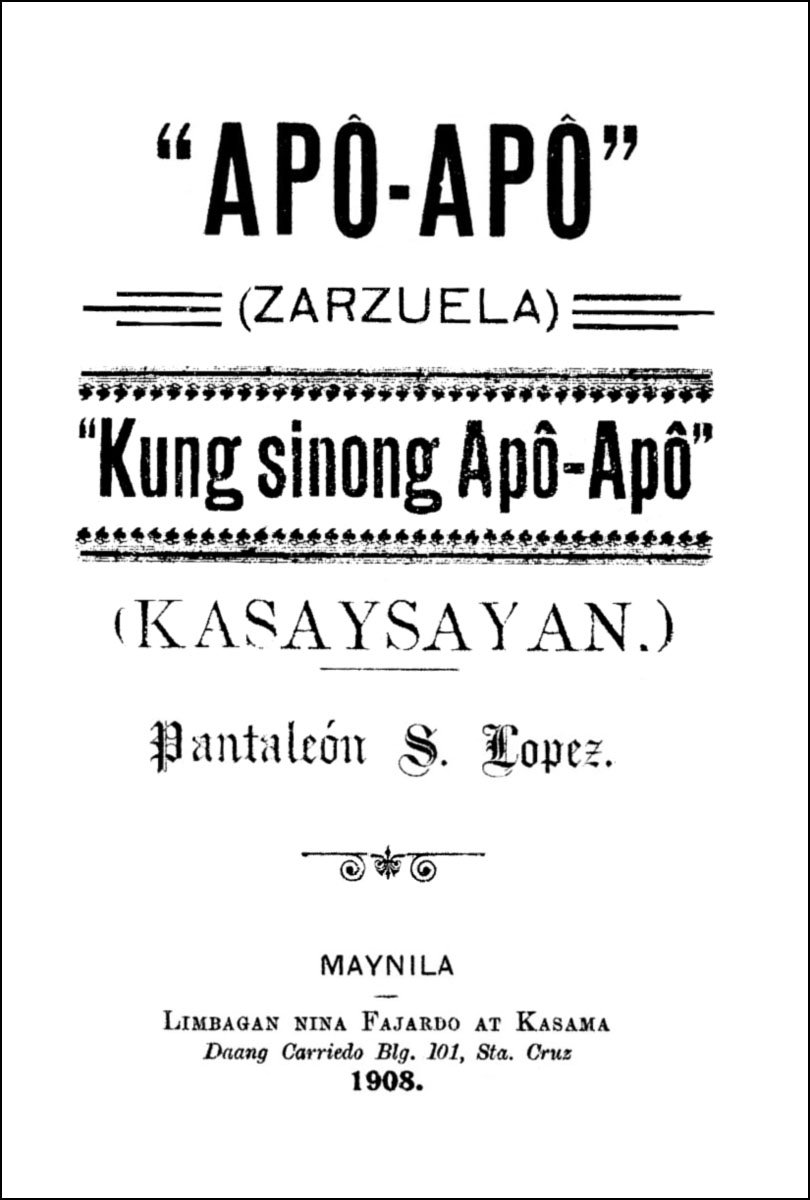 “APÔ-APÔ”
(ZARZUELA)
“Kung sinong Apô-Apô”
(KASAYSAYAN.)
Pantaleón S. Lopez.
MAYNILA
LIMBAGAN NINA FAJARDO AT KASAMA
Daang Carriedo Blg. 101, Sta. Cruz
1908.